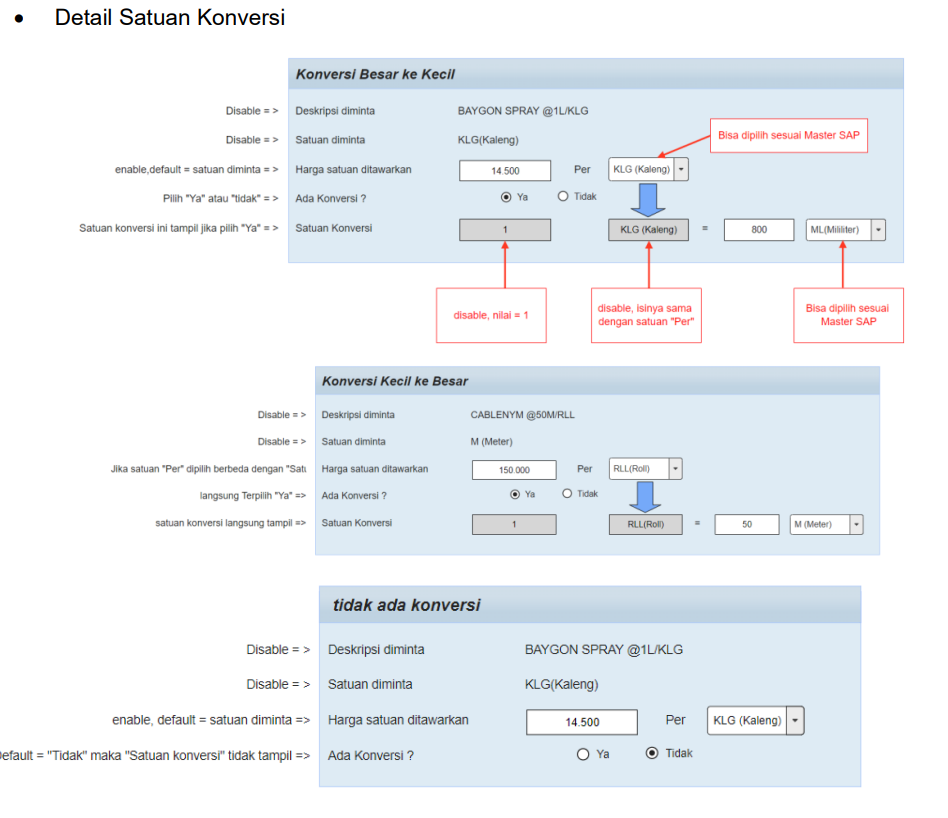 • Detail Satuan Konversi
Konversi Besar ke Kecil
Disable = > Deskripsi diminta BAYGON SPRAY @1L/KLG
Bisa dipilih sesuai Master SAP
Disable = > Satuan diminta KLG(Kaleng)
enable,default = satuan diminta = > Harga satuan ditawarkan 14.500 Per KLG (Kaleng)
Pilih "Ya" atau "tidak" = > Ada Konversi ? Ya Tidak
Satuan konversi ini tampil jika pilih "Ya" = > Satuan Konversi 1 KLG (Kaleng) = 800 ML(Mililiter)
disable, nilai = 1
disable, isinya sama
dengan satuan "Per"
Bisa dipilih sesuai
Master SAP
Konversi Kecil ke Besar
Disable = > Deskripsi diminta CABLENYM @50M/RLL
Disable = > Satuan diminta M (Meter)
Jika satuan "Per" dipilih berbeda dengan "Satu Harga satuan ditawarkan 150.000 Per RLL(Roll)
langsung Terpilih "Ya" => Ada Konversi ? Ya Tidak
satuan konversi langsung tampil => Satuan Konversi 1 RLL(Roll) = 50 M (Meter)
tidak ada konversi
Disable = > Deskripsi diminta BAYGON SPRAY @1L/KLG
Disable = > Satuan diminta KLG(Kaleng)
enable, default = satuan diminta => Harga satuan ditawarkan 14.500 Per KLG (Kaleng)
efault = "Tidak" maka "Satuan konversi" tidak tampil => Ada Konversi ? Ya Tidak